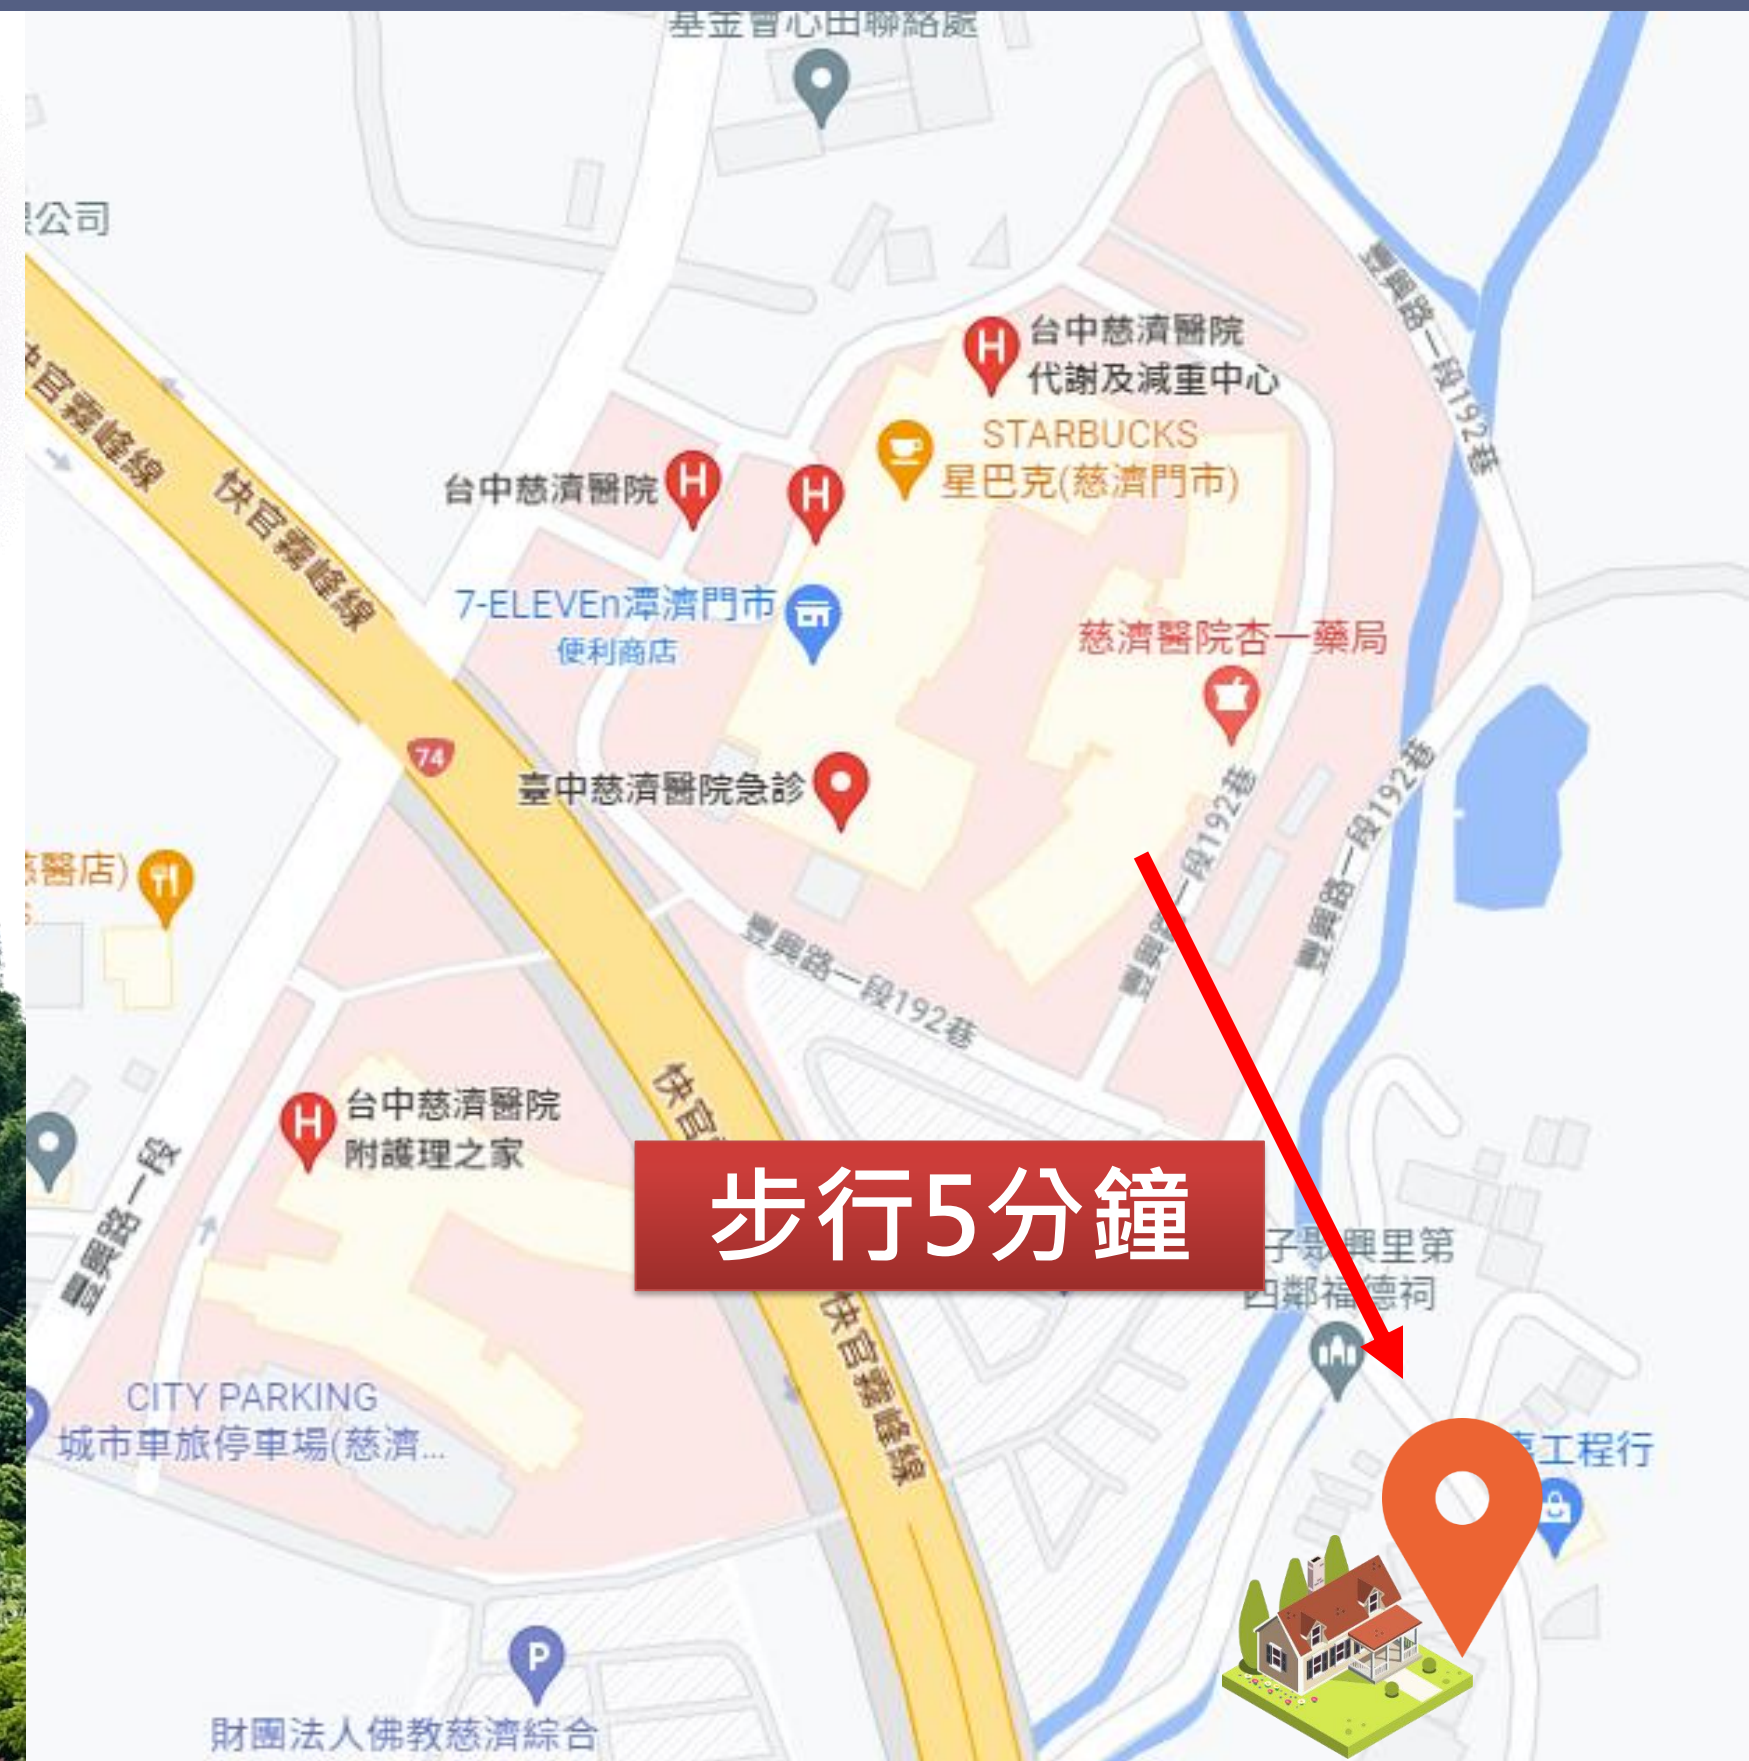 基金會心田聯絡處
公司
豐興路一段192巷
台中慈濟醫院
代謝及減重中心
STARBUCKS
星巴克(慈濟門市)
台中慈濟醫院
快官霧峰線
快官霧峰線
7-ELEVEn潭濟門市
便利商店
慈濟醫院杏一藥局
74
臺中慈濟醫院急診
豐興路一段192巷
豐興路一段192巷
醫店)
豐興路一段192巷
台中慈濟醫院
附護理之家
快官
豐興路一段
步行5分鐘
子聚興里第
四鄰福德祠
快官霧峰線
CITY PARKING
城市車旅停車場(慈濟...
工程行
P
財團法人佛教慈濟綜合